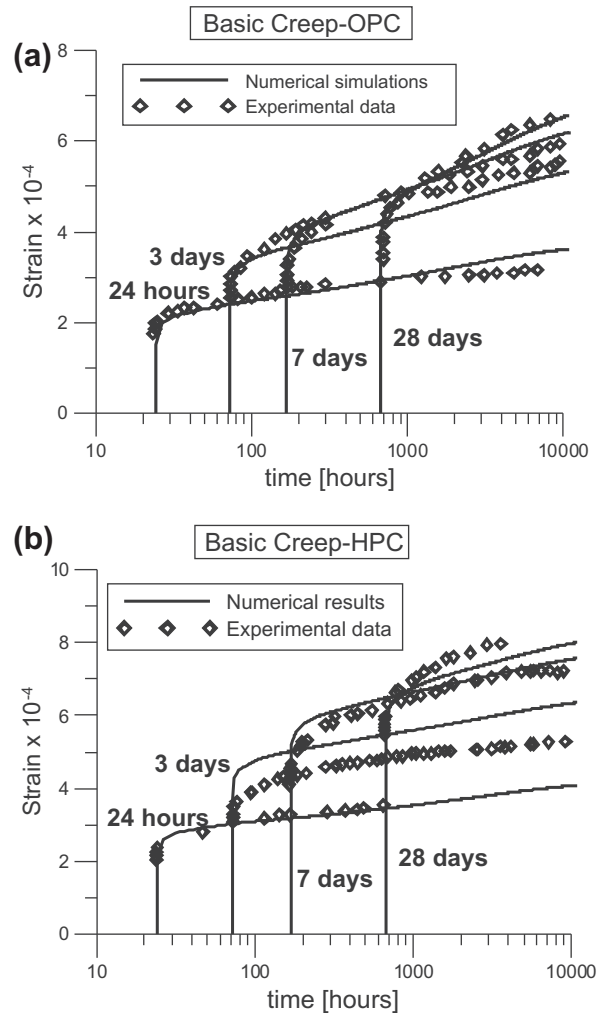 Basic Creep-OPC
(a)
8
Numerical simulations
Experimental data
6
Strain x 10-4
4
3 days
24 hours
2
7 days
28 days
0
10
100
1000
10000
time [hours]
(b)
Basic Creep-HPC
10
Numerical results
Experimental data
8
6
Strain x 10-4
3 days
4
24 hours
7 days
28 days
2
0
10
100
1000
10000
time [hours]